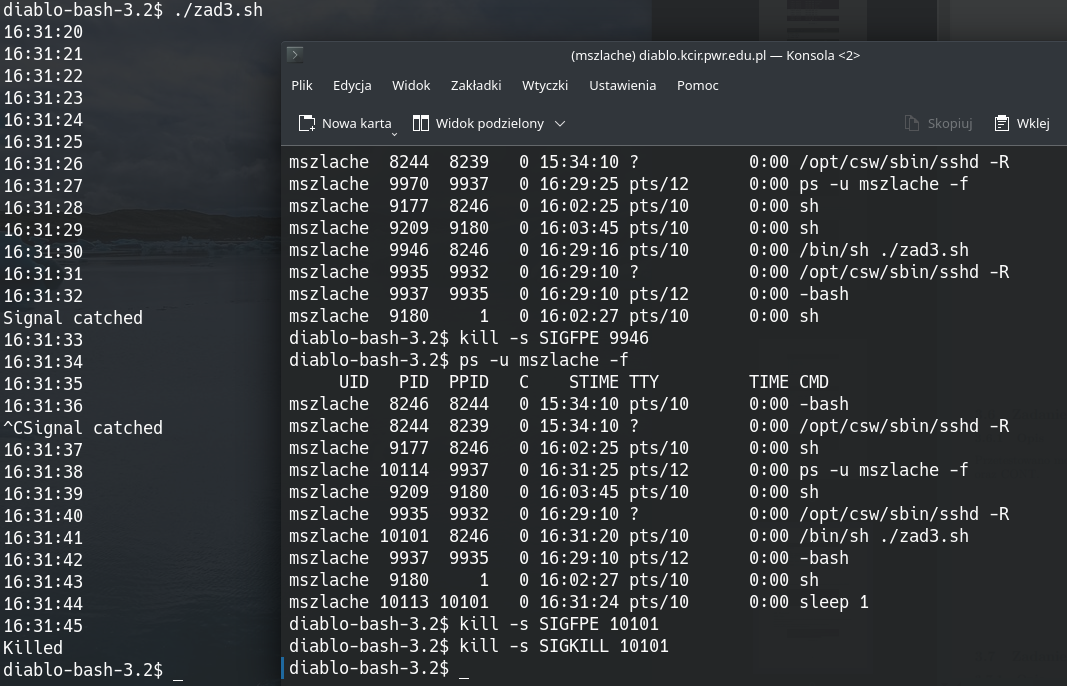 diablo-bash-3.2$ ./zad3.sh
16:31:20
16:31:21
16:31:22
16:31:23
16:31:24
16:31:25
16:31:26
16:31:27
16:31:28
16:31:29
16:31:30
16:31:31
16:31:32
Signal catched
16:31:33
16:31:34
16:31:35
16:31:36
^CSignal catched
16:31:37
16:31:38
16:31:39
16:31:40
16:31:41
16:31:42
16:31:43
16:31:44
16:31:45
Killed
diablo-bash-3.2$ _
(mszlache) diablo.kcir.pwr.edu.pl — Konsola <2>
Plik Edycja Widok Zakładki Wtyczki Ustawienia Pomoc
Nowa karta Widok podzielony Skopiuj Wklej
mszlache  8244  8239   0 15:34:10 ?           0:00 /opt/csw/sbin/sshd -R
mszlache  9970  9937   0 16:29:25 pts/12      0:00 ps -u mszlache -f
mszlache  9177  8246   0 16:02:25 pts/10      0:00 sh
mszlache  9209  9180   0 16:03:45 pts/10      0:00 sh
mszlache  9946  8246   0 16:29:16 pts/10      0:00 /bin/sh ./zad3.sh
mszlache  9935  9932   0 16:29:10 ?           0:00 /opt/csw/sbin/sshd -R
mszlache  9937  9935   0 16:29:10 pts/12      0:00 -bash
mszlache  9180     1   0 16:02:27 pts/10      0:00 sh
diablo-bash-3.2$ kill -s SIGFPE 9946
diablo-bash-3.2$ ps -u mszlache -f
     UID   PID  PPID   C    STIME TTY         TIME CMD
mszlache  8246  8244   0 15:34:10 pts/10      0:00 -bash
mszlache  8244  8239   0 15:34:10 ?           0:00 /opt/csw/sbin/sshd -R
mszlache  9177  8246   0 16:02:25 pts/10      0:00 sh
mszlache 10114  9937   0 16:31:25 pts/12      0:00 ps -u mszlache -f
mszlache  9209  9180   0 16:03:45 pts/10      0:00 sh
mszlache  9935  9932   0 16:29:10 ?           0:00 /opt/csw/sbin/sshd -R
mszlache 10101  8246   0 16:31:20 pts/10      0:00 /bin/sh ./zad3.sh
mszlache  9937  9935   0 16:29:10 pts/12      0:00 -bash
mszlache  9180     1   0 16:02:27 pts/10      0:00 sh
mszlache 10113 10101   0 16:31:24 pts/10      0:00 sleep 1
diablo-bash-3.2$ kill -s SIGFPE 10101
diablo-bash-3.2$ kill -s SIGKILL 10101
diablo-bash-3.2$ _